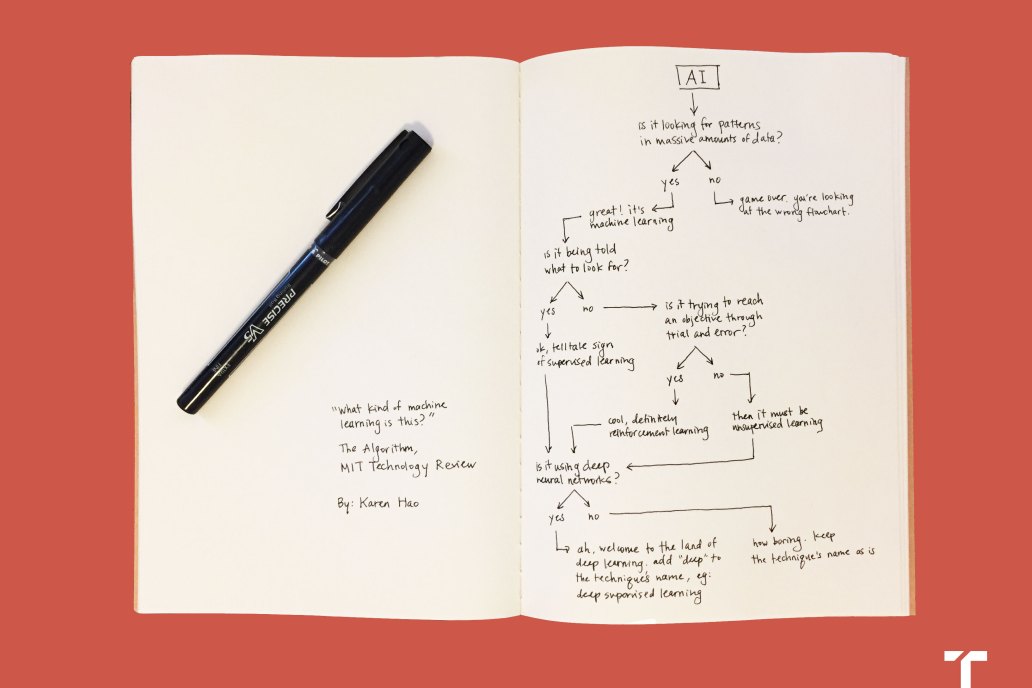 PILOT
PRECISE V5
Rolling Ball
"What kind of machine
learning is this?"
The Algorithm,
MIT Technology Review
By: Karen Hao
AI
is it looking for patterns
in massive amounts of data?
yes
no
great! it's
machine learning
game over. you're looking
at the wrong flowchart.
is it being told
what to look for?
yes
no
is it trying to reach
an objective through
trial and error?
ok, telltale sign
of supervised learning
yes
no
cool, definitely
reinforcement learning
then it must be
unsupervised learning
is it using deep
neural networks?
yes
no
ah, welcome to the land of
deep learning. add "deep" to
the technique's name, eg:
deep supervised learning
how boring. keep
the technique's name as is
T